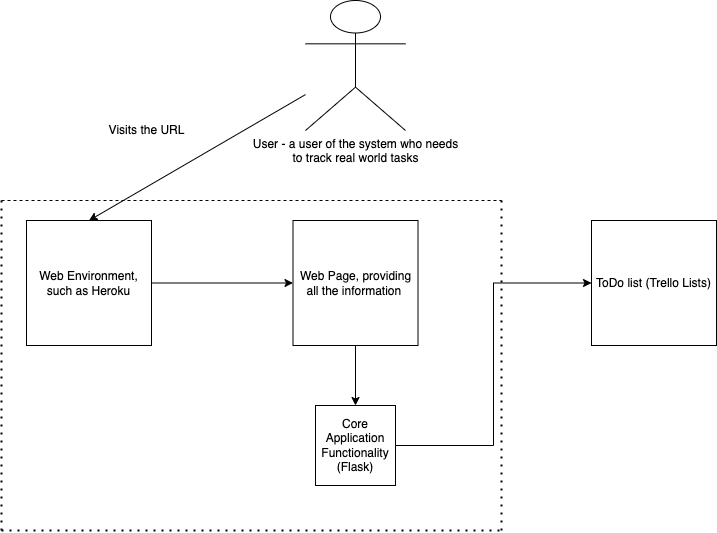 Visits the URL
User - a user of the system who needs
to track real world tasks
Web Environment,
such as Heroku
Web Page, providing
all the information
ToDo list (Trello Lists)
Core
Application
Functionality
(Flask)